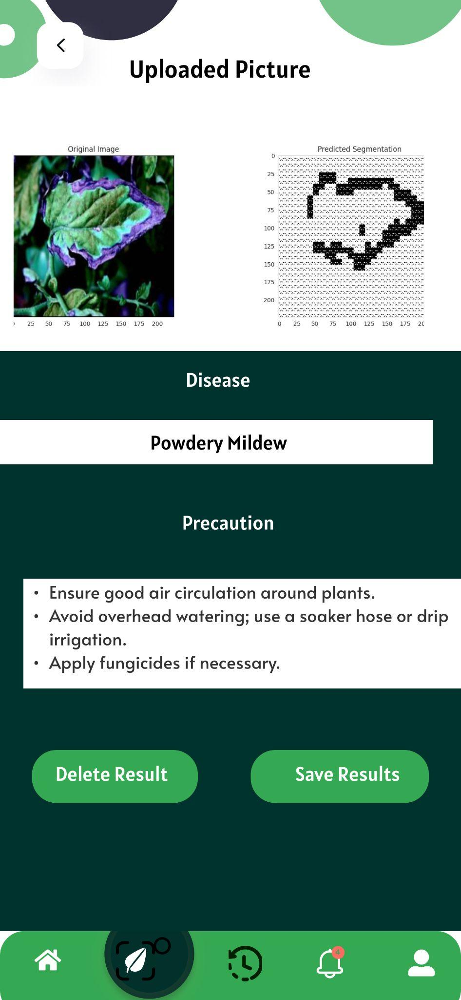 Uploaded Picture
Original Image
25 50 75 100 125 150 175 200
Predicted Segmentation
0
25
50
75
100
125
150
175
200
0 25 50 75 100 125 150 175
Disease
Powdery Mildew
Precaution
• Ensure good air circulation around plants.
• Avoid overhead watering; use a soaker hose or drip
irrigation.
• Apply fungicides if necessary.
Delete Result
Save Results
4